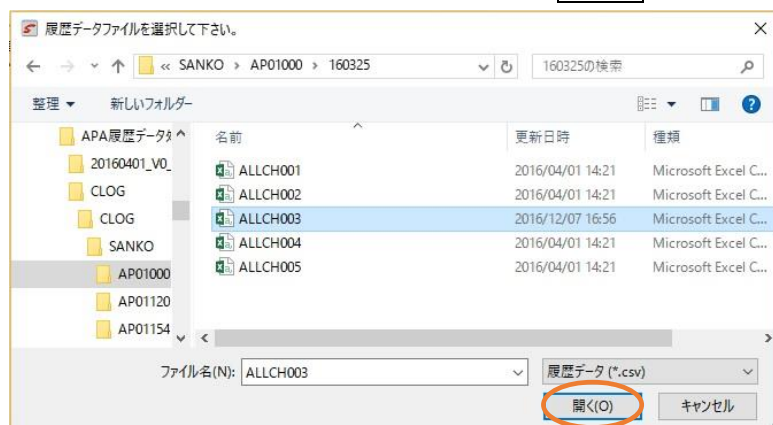 履歴データファイルを選択して下さい。
« SANKO › AP01000 › 160325
160325の検索
整理
新しいフォルダー
APA履歴データ
20160401_V0_
CLOG
CLOG
SANKO
AP01000
AP01120
AP01154
名前 更新日時 種類
ALLCH001 2016/04/01 14:21 Microsoft Excel C...
ALLCH002 2016/04/01 14:21 Microsoft Excel C...
ALLCH003 2016/12/07 16:56 Microsoft Excel C...
ALLCH004 2016/04/01 14:21 Microsoft Excel C...
ALLCH005 2016/04/01 14:21 Microsoft Excel C...
ファイル名(N): ALLCH003
履歴データ (*.csv)
開く(O) キャンセル